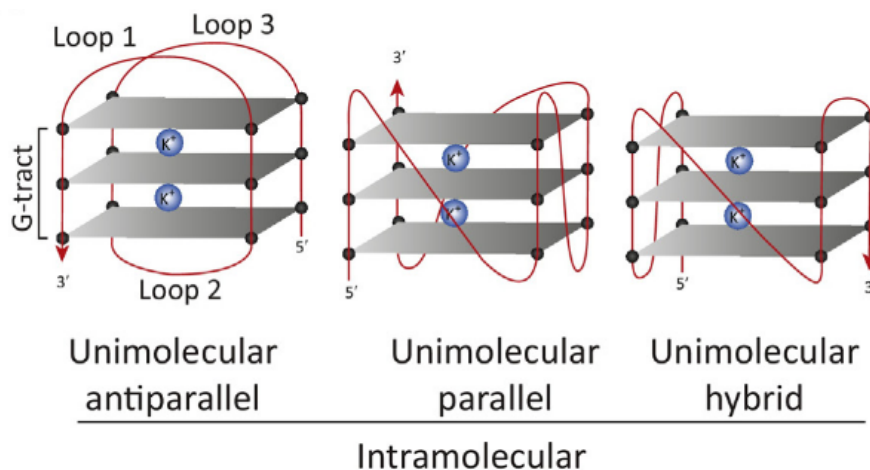 Loop 1
Loop 3
3′
G-tract
K+
K+
K+
K+
K+
K+
3′
5′
Loop 2
5′
5′
3
Unimolecular
antiparallel
Unimolecular
parallel
Unimolecular
hybrid
Intramolecular